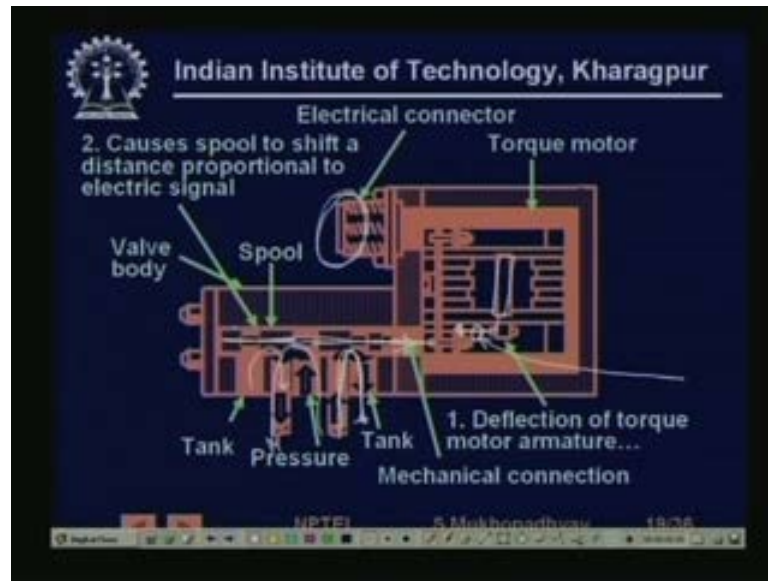 Indian Institute of Technology, Kharagpur
Electrical connector
2. Causes spool to shift a
distance proportional to
electric signal
Torque motor
Valve
body
Spool
1. Deflection of torque
motor armature...
Tank
Pressure
Tank
Mechanical connection
NPTEL
S.Mukhopadhyay